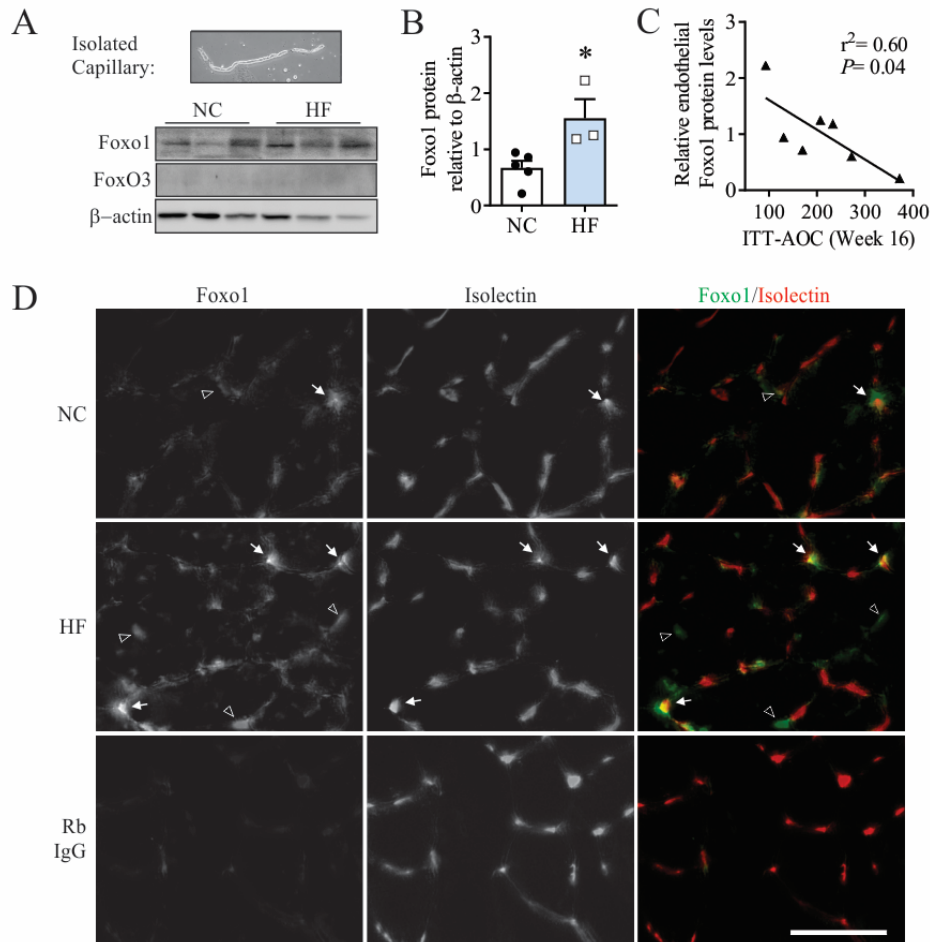 A
Isolated
Capillary:
NC HF
Foxo1
FoxO3
β−actin
B
Foxo1 protein
relative to β-actin
3
2
1
0
*
NC HF
C
Relative endothelial
Foxo1 protein levels
3
2
1
0
r²= 0.60
P= 0.04
100 200 300 400
ITT-AOC (Week 16)
D
Foxo1 Isolectin Foxo1/Isolectin
NC
HF
Rb
IgG